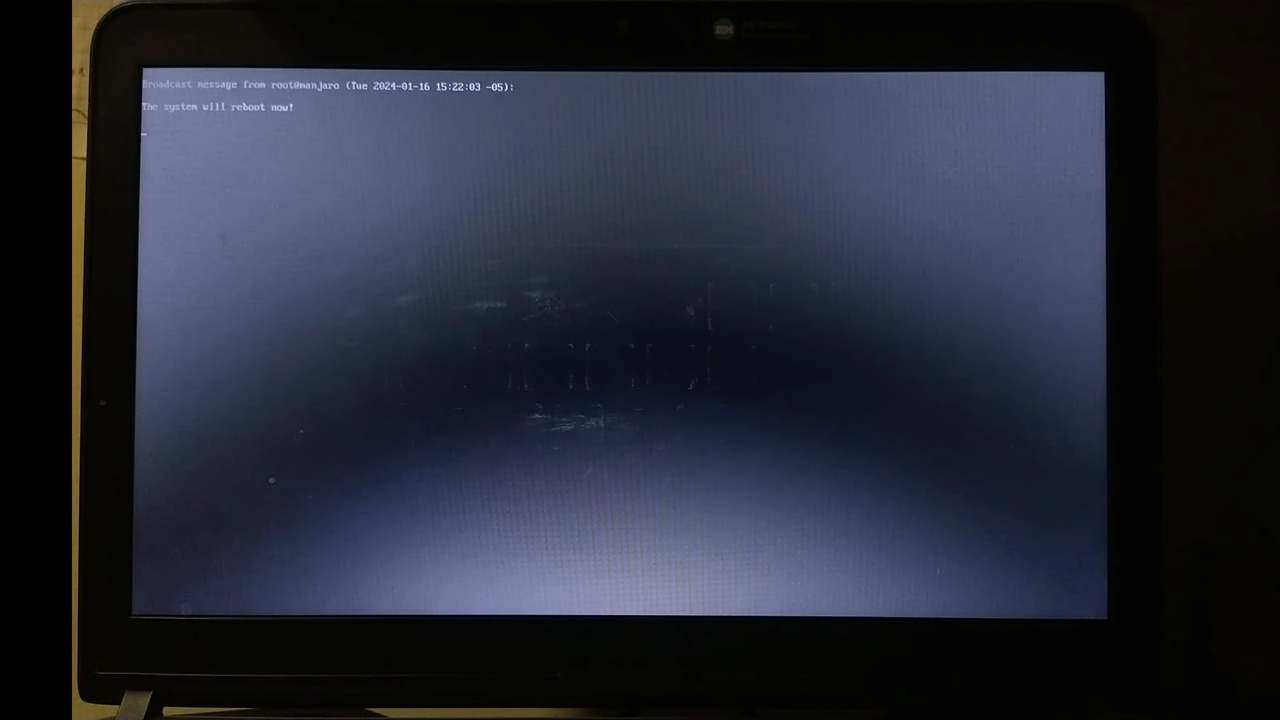 Broadcast message from root@manjaro (Tue 2024-01-16 15:22:03 -05):
The system will reboot now!